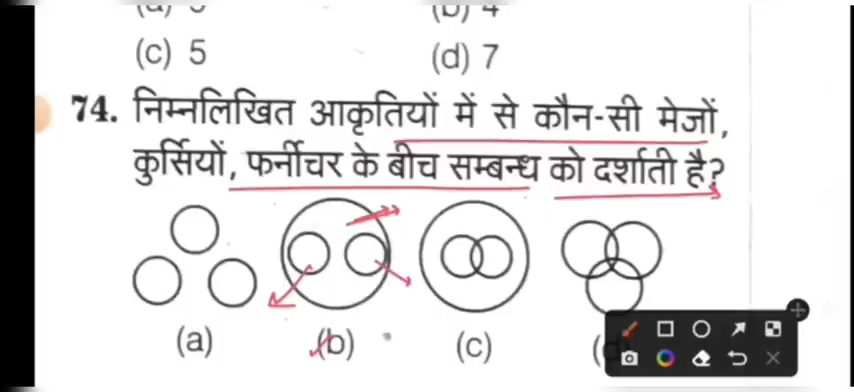 (c) 5 (d) 7
74. निम्नलिखित आकृतियों में से कौन-सी मेजों,
कुर्सियों, फर्नीचर के बीच सम्बन्ध को दर्शाती है?
(a) (b) (c)